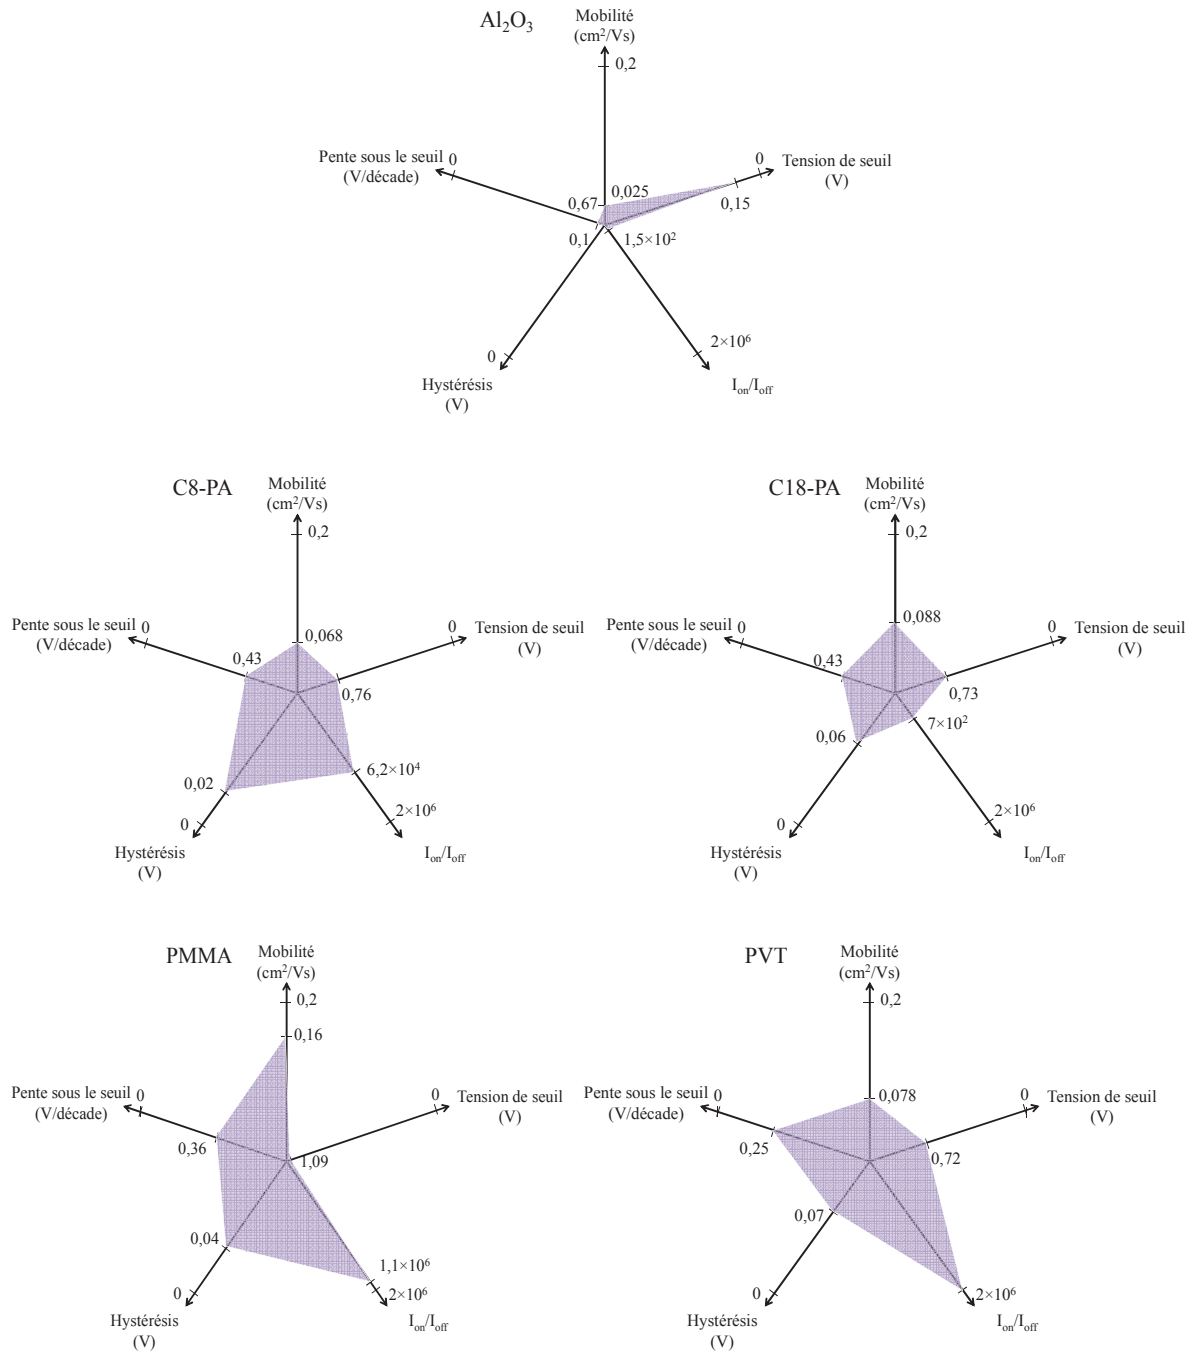 Al₂O₃
Mobilité
(cm²/Vs)
0,2
Pente sous le seuil
(V/décade)
0
0
Tension de seuil
(V)
0,67
0,025
0,15
0,1
1,5×10²
0
2×10⁶
Hystérésis
(V)
Iₒₙ/Iₒff
C8-PA
Mobilité
(cm²/Vs)
0,2
Pente sous le seuil
(V/décade)
0
0
Tension de seuil
(V)
0,068
0,43
0,76
6,2×10⁴
0,02
2×10⁶
0
Hystérésis
(V)
Iₒₙ/Iₒff
C18-PA
Mobilité
(cm²/Vs)
0,2
Pente sous le seuil
(V/décade)
0
0
Tension de seuil
(V)
0,088
0,43
0,73
7×10²
0,06
0
2×10⁶
Hystérésis
(V)
Iₒₙ/Iₒff
PMMA
Mobilité
(cm²/Vs)
0,2
0,16
Pente sous le seuil
(V/décade)
0
0
Tension de seuil
(V)
0,36
1,09
0,04
1,1×10⁶
2×10⁶
0
Hystérésis
(V)
Iₒₙ/Iₒff
PVT
Mobilité
(cm²/Vs)
0,2
Pente sous le seuil
(V/décade)
0
0
Tension de seuil
(V)
0,078
0,25
0,72
0,07
0
2×10⁶
Hystérésis
(V)
Iₒₙ/Iₒff